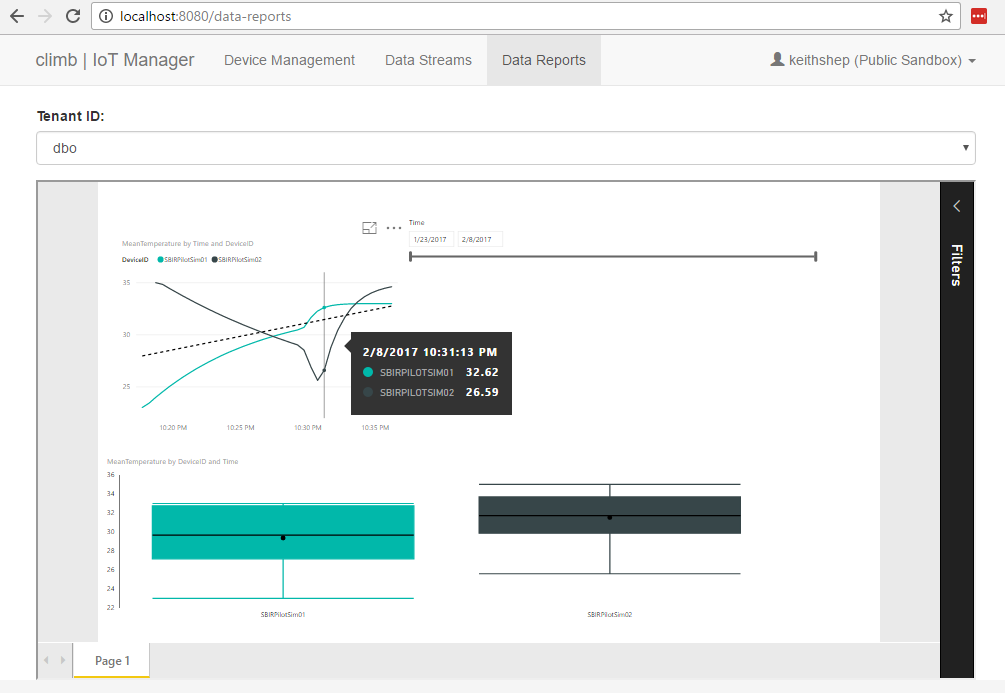 localhost:8080/data-reports
climb | IoT Manager Device Management Data Streams Data Reports keithshep (Public Sandbox)
Tenant ID:
dbo
Filters
Time
1/23/2017 2/8/2017
MeanTemperature by Time and DeviceID
DeviceID SBIRPilotSim01 SBIRPilotSim02
35
30
25
10:20 PM 10:25 PM 10:30 PM 10:35 PM
2/8/2017 10:31:13 PM
SBIRPILOTSIM01 32.62
SBIRPILOTSIM02 26.59
MeanTemperature by DeviceID and Time
36
34
32
30
28
26
24
22
SBIRPilotSim01 SBIRPilotSim02
Page 1